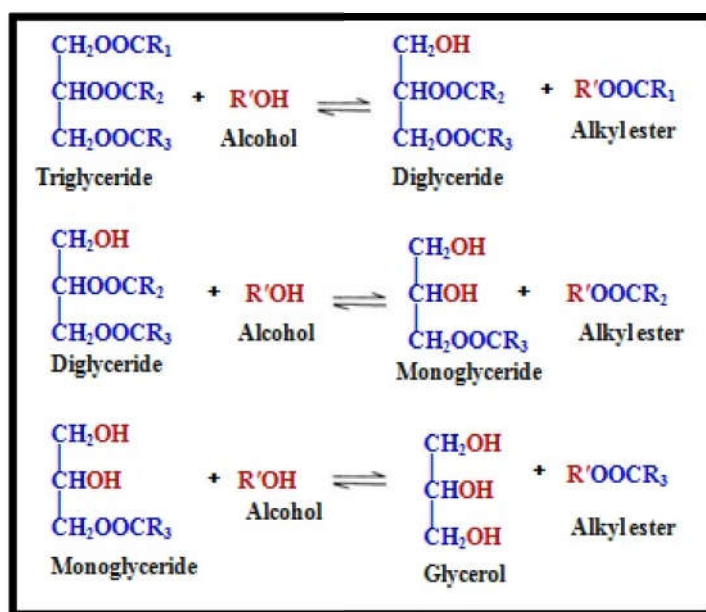 CH₂OOCR₁ CH₂OH
CHOOCR₂ + R'OH ⇌ CHOOCR₂ + R'OOCR₁
CH₂OOCR₃ Alcohol CH₂OOCR₃ Alkyl ester
Triglyceride Diglyceride
CH₂OH CH₂OH
CHOOCR₂ + R'OH ⇌ CHOH + R'OOCR₂
CH₂OOCR₃ Alcohol CH₂OOCR₃ Alkyl ester
Diglyceride Monoglyceride
CH₂OH CH₂OH
CHOH + R'OH ⇌ CHOH + R'OOCR₃
CH₂OOCR₃ Alcohol CH₂OH Alkyl ester
Monoglyceride Glycerol